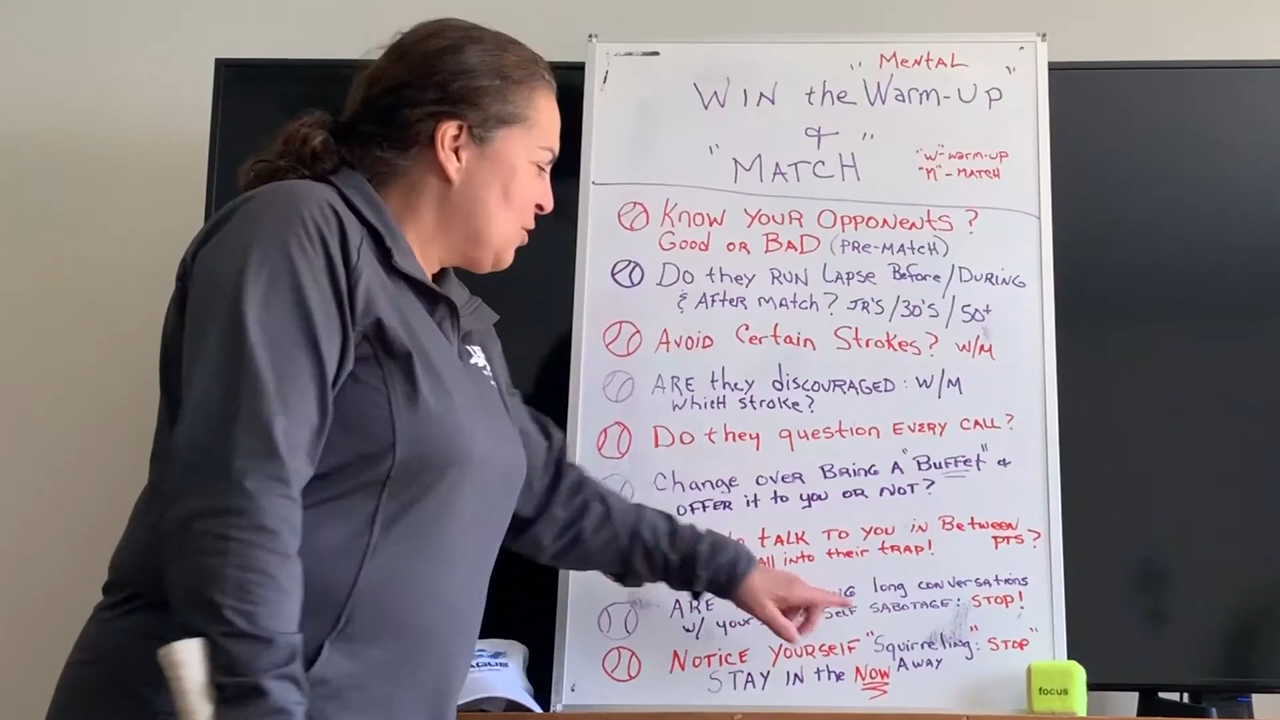 "Mental"
WIN the "Warm-Up"
&
"MATCH"
"W"-warm-up
"M"-MATCH
Know Your Opponents?
Good or Bad (Pre-Match)
Do they Run Lapse Before/During
& After Match? JR'S/30's/50+
Avoid Certain Strokes? W/M
ARE they discouraged: W/M
Which stroke?
Do they question EVERY CALL?
Change over Bring A "Buffet" &
OFFER it to you OR NOT?
TALK TO YOU IN Between
PTS?
into their TRAP!
ARE long conversations
w/ SELF SABOTAGE: STOP!
NOTICE YOURSELF "Squirreling: STOP"
STAY IN the NOW AWAY
focus